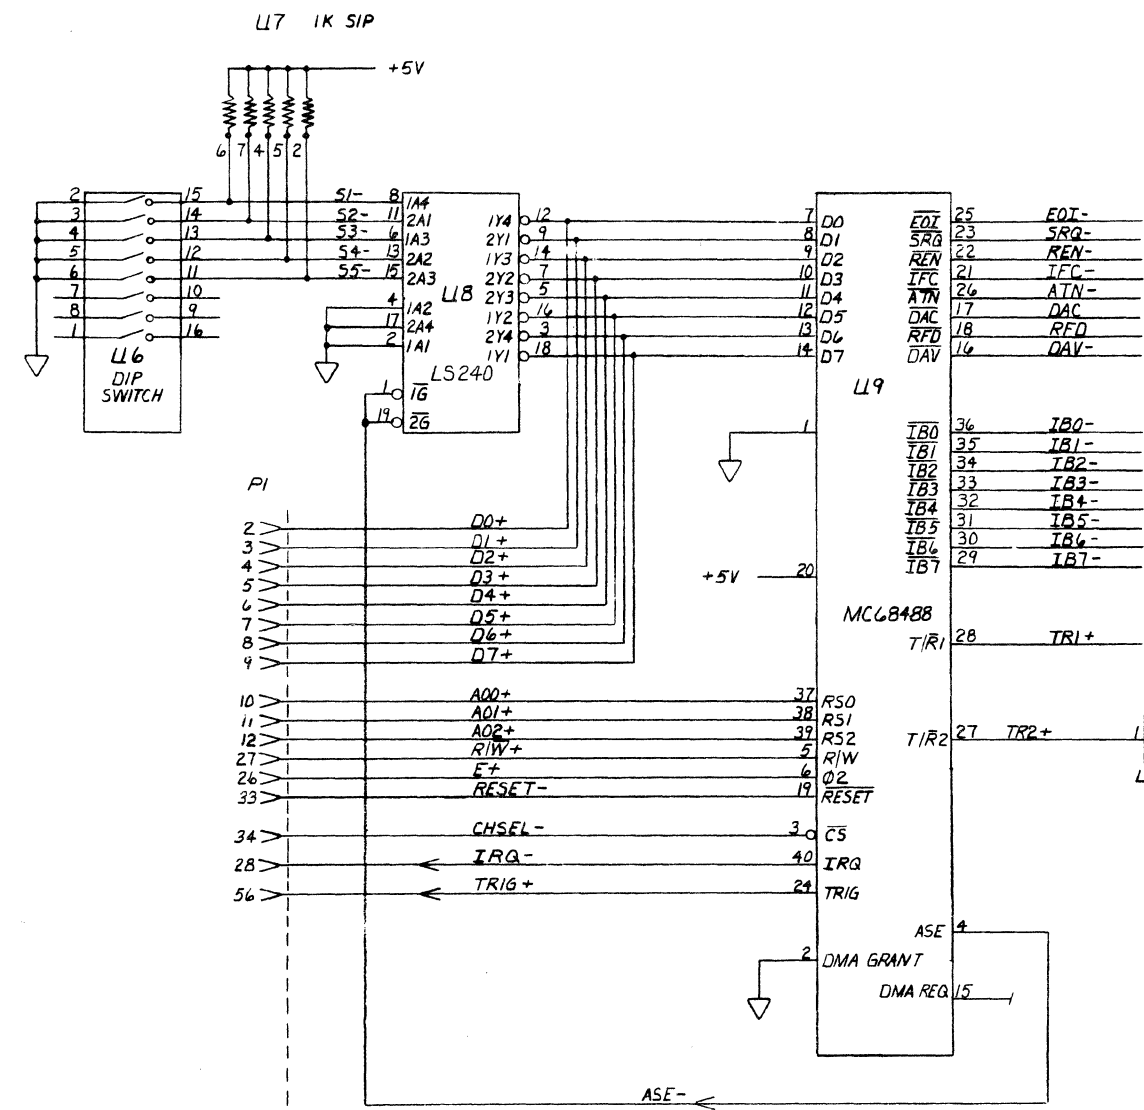 U7 1K SIP
+5V
6 7 4 5 2
2 15 S1- 8 1A4
3 14 S2- 11 2A1
4 13 S3- 6 1A3
5 12 S4- 13 2A2
6 11 S5- 15 2A3
7 10
8 9
1 16
U6
DIP
SWITCH
4 1A2
17 2A4
2 1A1
U8
LS240
1 1G
19 2G
1Y4 12
2Y1 9
1Y3 14
2Y2 7
2Y3 5
1Y2 16
2Y4 3
1Y1 18
7 D0
8 D1
9 D2
10 D3
11 D4
12 D5
13 D6
14 D7
EOI 25 EOI-
SRQ 23 SRQ-
REN 22 REN-
IFC 21 IFC-
ATN 26 ATN-
DAC 17 DAC
RFD 18 RFD
DAV 16 DAV-
U9
1
IB0 36 IB0-
IB1 35 IB1-
IB2 34 IB2-
IB3 33 IB3-
IB4 32 IB4-
IB5 31 IB5-
IB6 30 IB6-
IB7 29 IB7-
P1
2 D0+
3 D1+
4 D2+
5 D3+
6 D4+
7 D5+
8 D6+
9 D7+
+5V 20
MC68488
T/R1 28 TR1+
10 A00+ 37 RS0
11 A01+ 38 RS1
12 A02+ 39 RS2
27 R/W+ 5 R/W
26 E+ 6 Ø2
33 RESET- 19 RESET
T/R2 27 TR2+ 1
34 CHSEL- 3 CS
28 IRQ- 40 IRQ
56 TRIG+ 24 TRIG
ASE 4
2 DMA GRANT
DMA REQ 15
ASE-